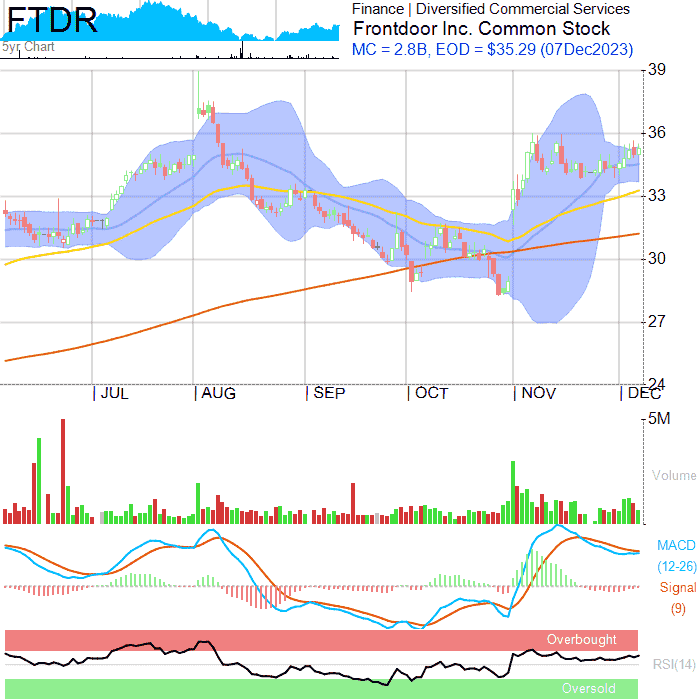 FTDR
5yr Chart
Finance | Diversified Commercial Services
Frontdoor Inc. Common Stock
MC = 2.8B, EOD = $35.29 (07Dec2023)
39
36
33
30
27
24
JUL AUG SEP OCT NOV DEC
5M
Volume
MACD
(12-26)
Signal
(9)
Overbought
RSI(14)
Oversold